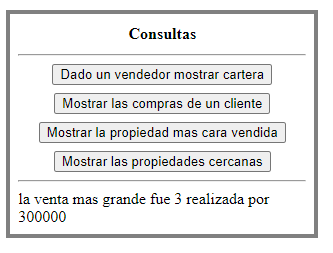 Consultas
Dado un vendedor mostrar cartera
Mostrar las compras de un cliente
Mostrar la propiedad mas cara vendida
Mostrar las propiedades cercanas
la venta mas grande fue 3 realizada por
300000